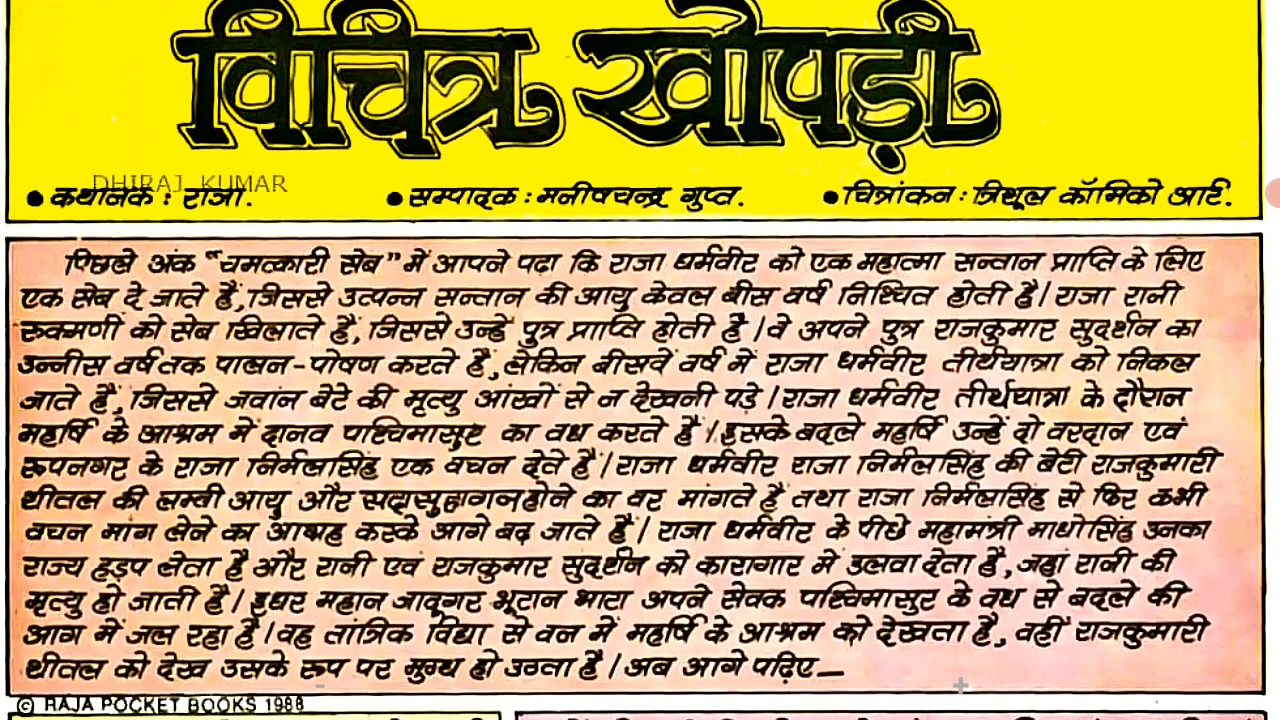 विचित्र खोपड़ी
DHIRAJ KUMAR
● कथानक : राजा. ● सम्पादक : मनीषचन्द्र गुप्त. ● चित्रांकन : त्रिशूल कॉमिको आर्ट.
पिछले अंक "चमत्कारी सेब" में आपने पढ़ा कि राजा धर्मवीर को एक महात्मा सन्तान प्राप्ति के लिए
एक सेब दे जाते हैं, जिससे उत्पन्न सन्तान की आयु केवल बीस वर्ष निश्चित होती है। राजा रानी
रुक्मणी को सेब खिलाते हैं, जिससे उन्हें पुत्र प्राप्ति होती है। वे अपने पुत्र राजकुमार सुदर्शन का
उन्नीस वर्ष तक पालन-पोषण करते हैं, लेकिन बीसवें वर्ष में राजा धर्मवीर तीर्थयात्रा को निकल
जाते हैं, जिससे जवान बेटे की मृत्यु आंखों से न देखनी पड़े। राजा धर्मवीर तीर्थयात्रा के दौरान
महर्षि के आश्रम में दानव पश्चिमासुर का वध करते हैं। इसके बदले महर्षि उन्हें दो वरदान एवं
रूपनगर के राजा निर्मलसिंह एक वचन देते हैं। राजा धर्मवीर राजा निर्मलसिंह की बेटी राजकुमारी
शीतल की लम्बी आयु और सदासुहागन होने का वर मांगते हैं तथा राजा निर्मलसिंह से फिर कभी
वचन मांग लेने का आग्रह करके आगे बढ़ जाते हैं। राजा धर्मवीर के पीछे महामंत्री माधोसिंह उनका
राज्य हड़प लेता है और रानी एवं राजकुमार सुदर्शन को कारागार में डलवा देता है, जहां रानी की
मृत्यु हो जाती है। इधर महान जादूगर भूटान भाटा अपने सेवक पश्चिमासुर के वध से बदले की
आग में जल रहा है। वह तांत्रिक विद्या से वन में महर्षि के आश्रम को देखता है, वहीं राजकुमारी
शीतल को देख उसके रूप पर मुग्ध हो उठता है। अब आगे पढ़िए—
© RAJA POCKET BOOKS 1988